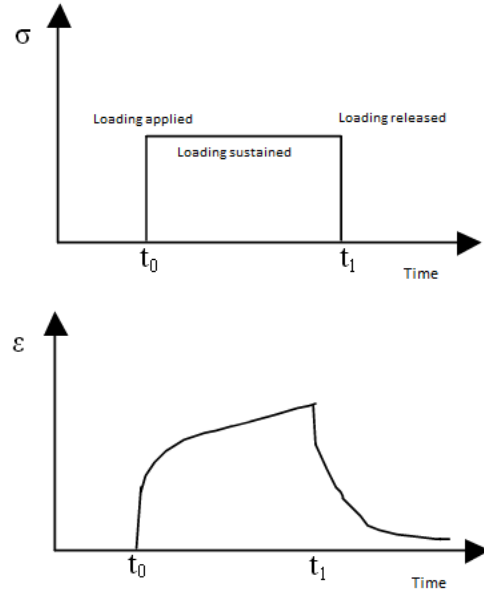 σ
Loading applied
Loading released
Loading sustained
t₀
t₁
Time
ε
t₀
t₁
Time